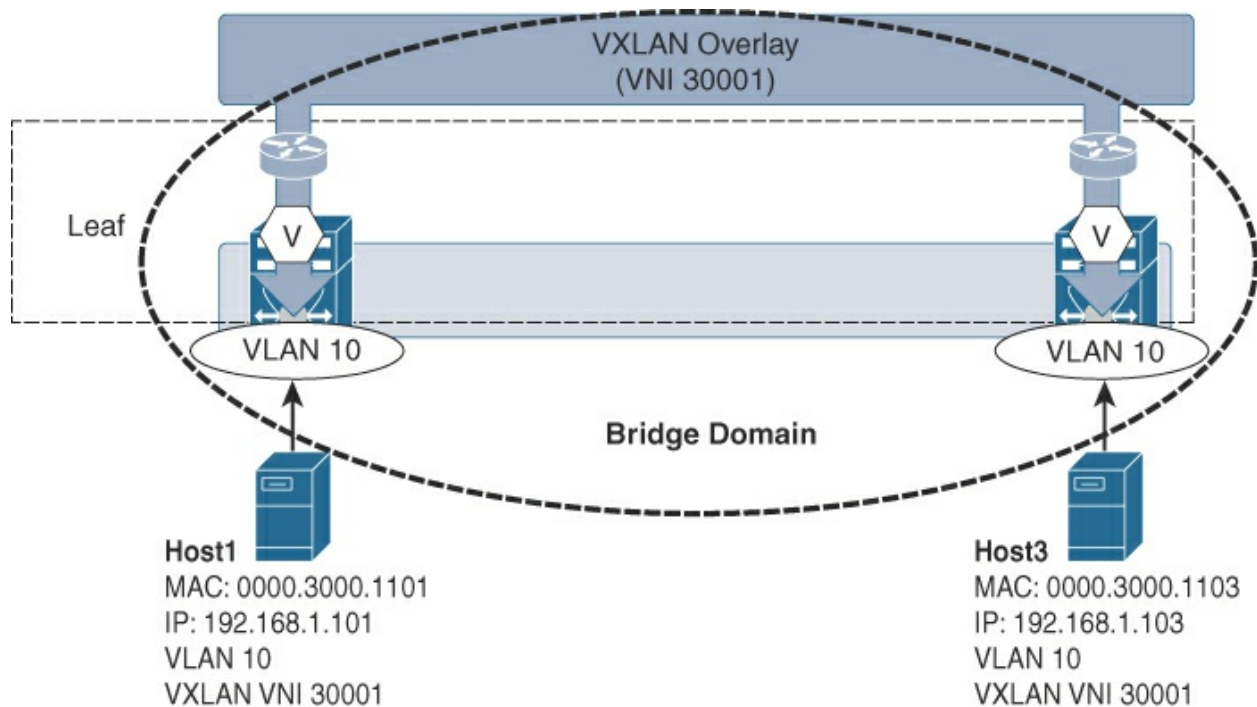 VXLAN Overlay
(VNI 30001)
Leaf
V
V
VLAN 10
VLAN 10
Bridge Domain
Host1
MAC: 0000.3000.1101
IP: 192.168.1.101
VLAN 10
VXLAN VNI 30001
Host3
MAC: 0000.3000.1103
IP: 192.168.1.103
VLAN 10
VXLAN VNI 30001